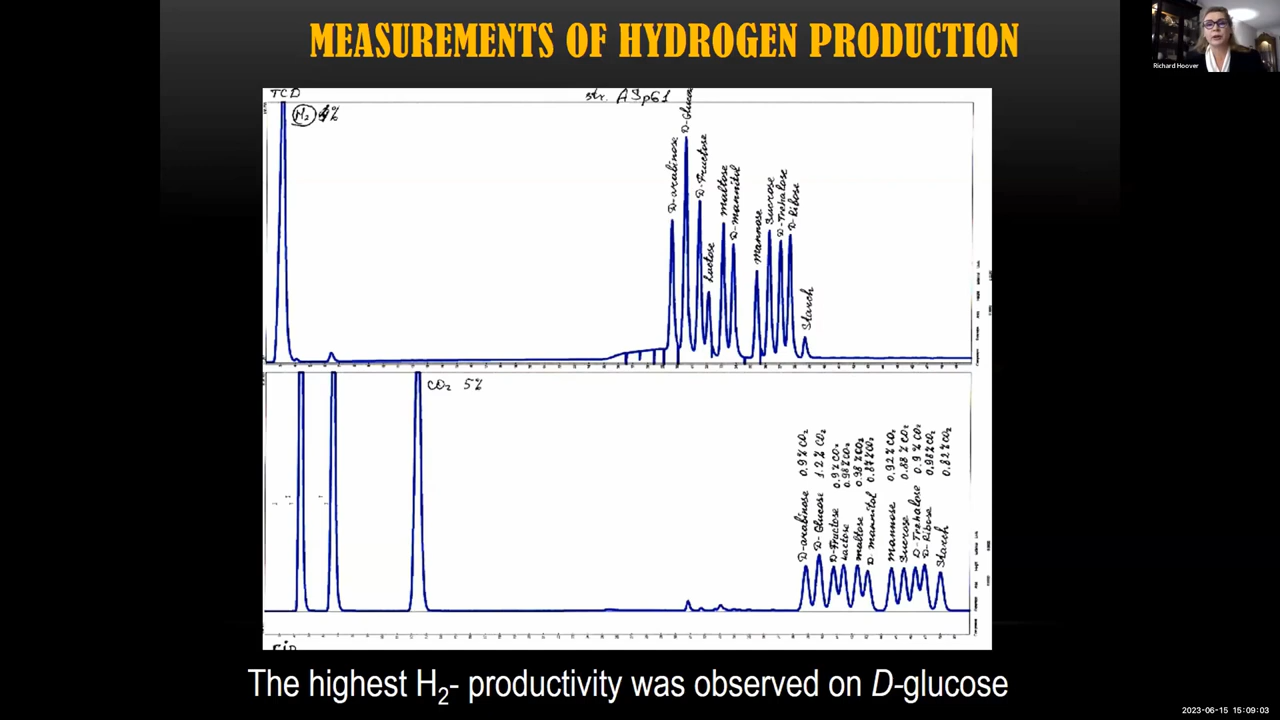 MEASUREMENTS OF HYDROGEN PRODUCTION
Richard Hoover
TCD
str. ASp61
H2
D-arabinose
D-Glucose
D-Fructose
Lactose
maltose
D-mannitol
mannose
Sucrose
D-Trehalose
D-Ribose
Starch
CO2 5%
D-arabinose 0.9% CO2
D-Glucose 1.2% CO2
D-Fructose 0.9% CO2
Lactose 0.98% CO2
maltose 0.98% CO2
D-mannitol 0.87% CO2
mannose 0.92% CO2
Sucrose 0.88% CO2
D-Trehalose 0.9% CO2
D-Ribose 0.98% CO2
Starch 0.82% CO2
The highest H2- productivity was observed on D-glucose
2023-06-15 15:09:03